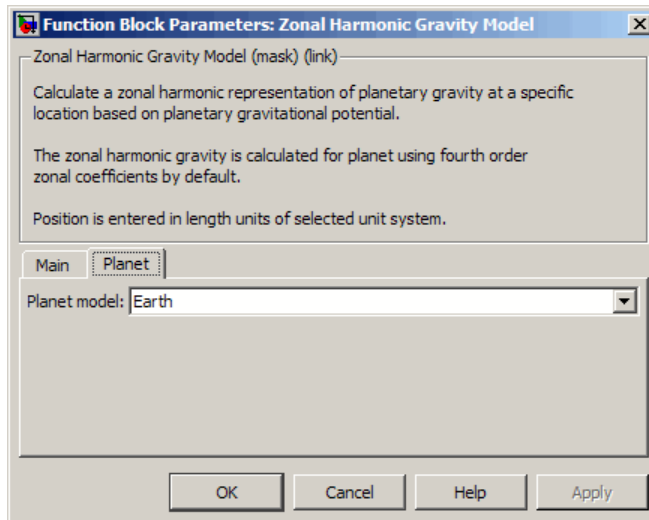 Function Block Parameters: Zonal Harmonic Gravity Model
Zonal Harmonic Gravity Model (mask) (link)
Calculate a zonal harmonic representation of planetary gravity at a specific
location based on planetary gravitational potential.
The zonal harmonic gravity is calculated for planet using fourth order
zonal coefficients by default.
Position is entered in length units of selected unit system.
Main Planet
Planet model: Earth
OK Cancel Help Apply